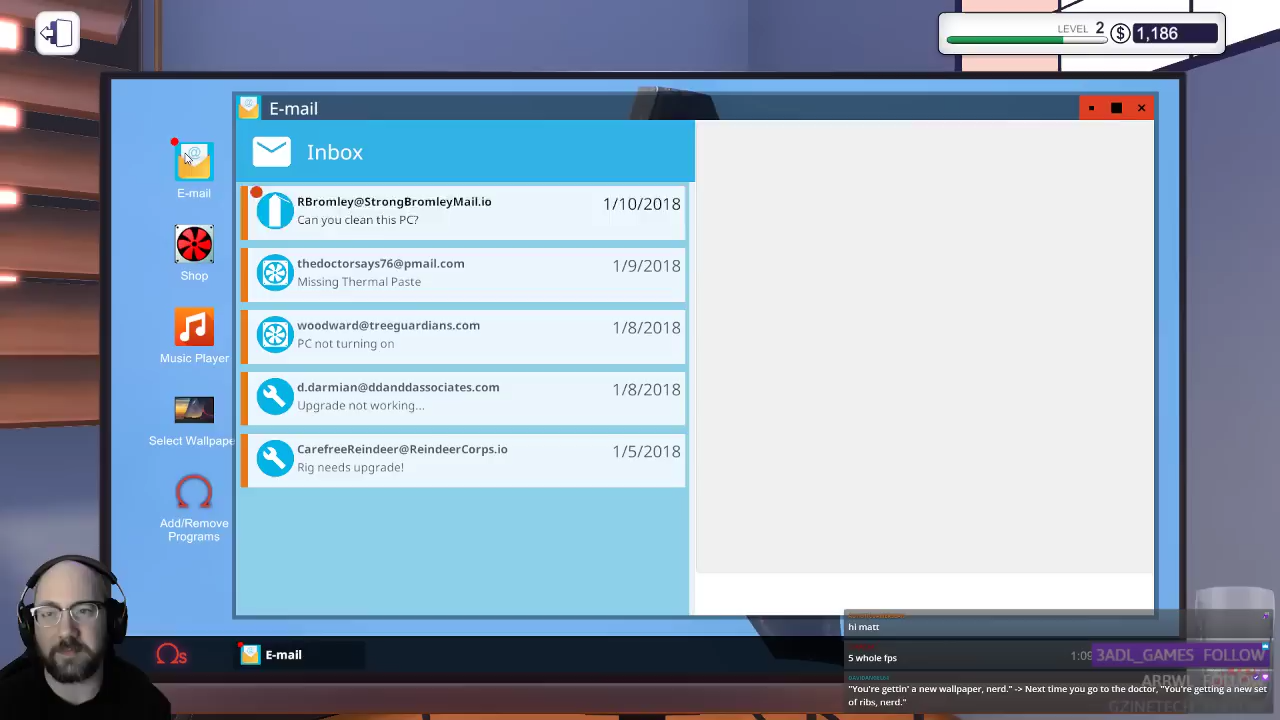 LEVEL 2 $ 1,186
E-mail
Inbox
RBromley@StrongBromleyMail.io 1/10/2018
Can you clean this PC?
thedoctorsays76@pmail.com 1/9/2018
Missing Thermal Paste
woodward@treeguardians.com 1/8/2018
PC not turning on
d.darmian@ddanddassociates.com 1/8/2018
Upgrade not working...
CarefreeReindeer@ReindeerCorps.io 1/5/2018
Rig needs upgrade!
E-mail
Shop
Music Player
Select Wallpape
Add/Remove
Programs
Ωs E-mail
hi matt
5 whole fps
1:09
3ADL_GAMES FOLLOW
"You're gettin' a new wallpaper, nerd." -> Next time you go to the doctor, "You're getting a new set
of ribs, nerd."